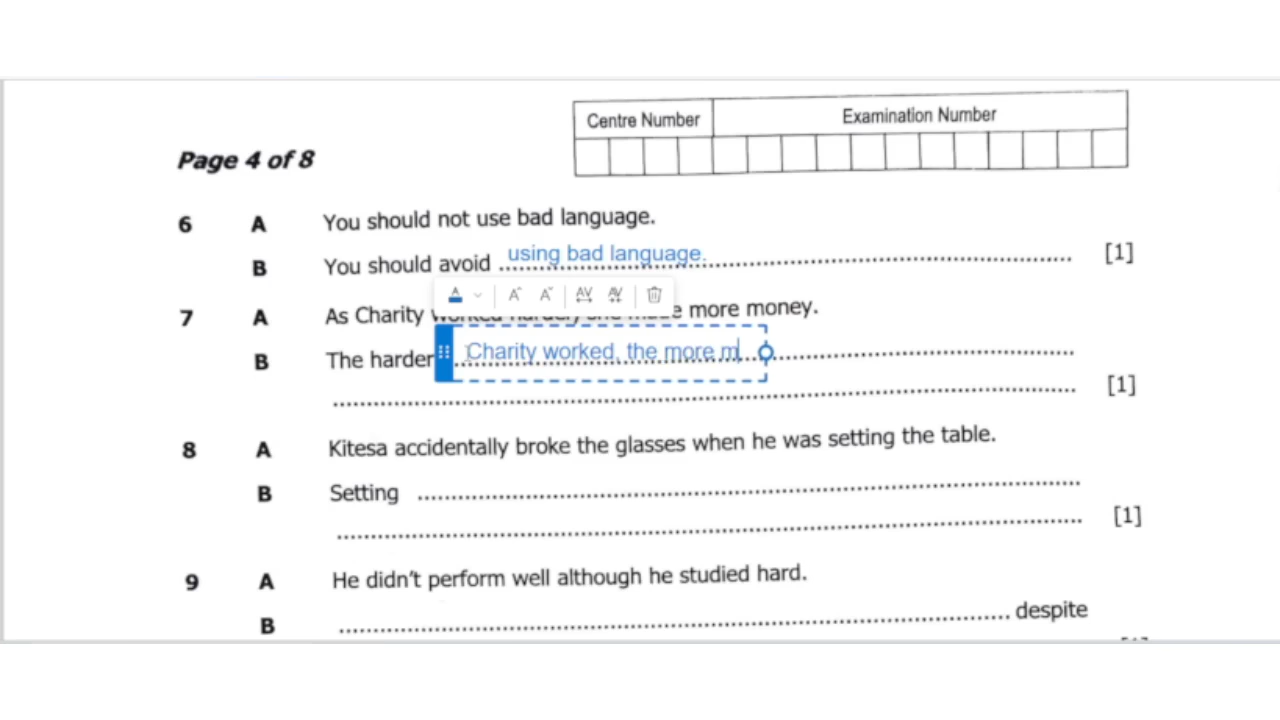 Centre Number Examination Number
Page 4 of 8
6 A You should not use bad language.
B You should avoid using bad language. [1]
7 A As Charity more money.
B The harder Charity worked, the more m
[1]
8 A Kitesa accidentally broke the glasses when he was setting the table.
B Setting
[1]
9 A He didn't perform well although he studied hard.
B despite